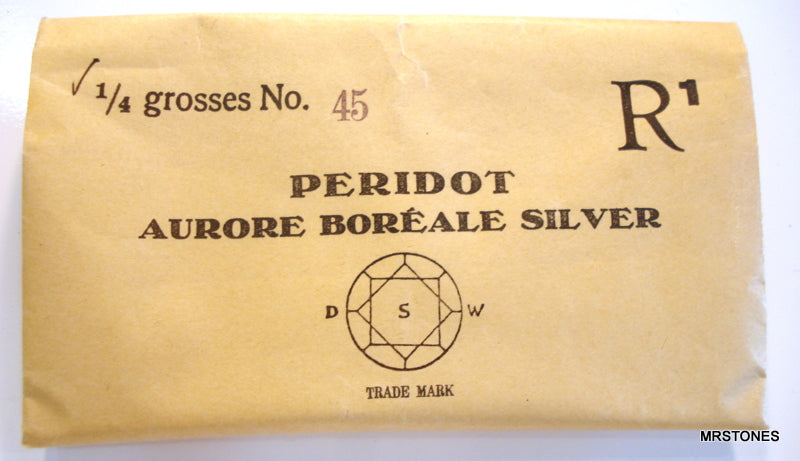 ✓ 1/4 grosses No. 45
R¹
PERIDOT
AURORE BORÉALE SILVER
D S W
TRADE MARK
MRSTONES